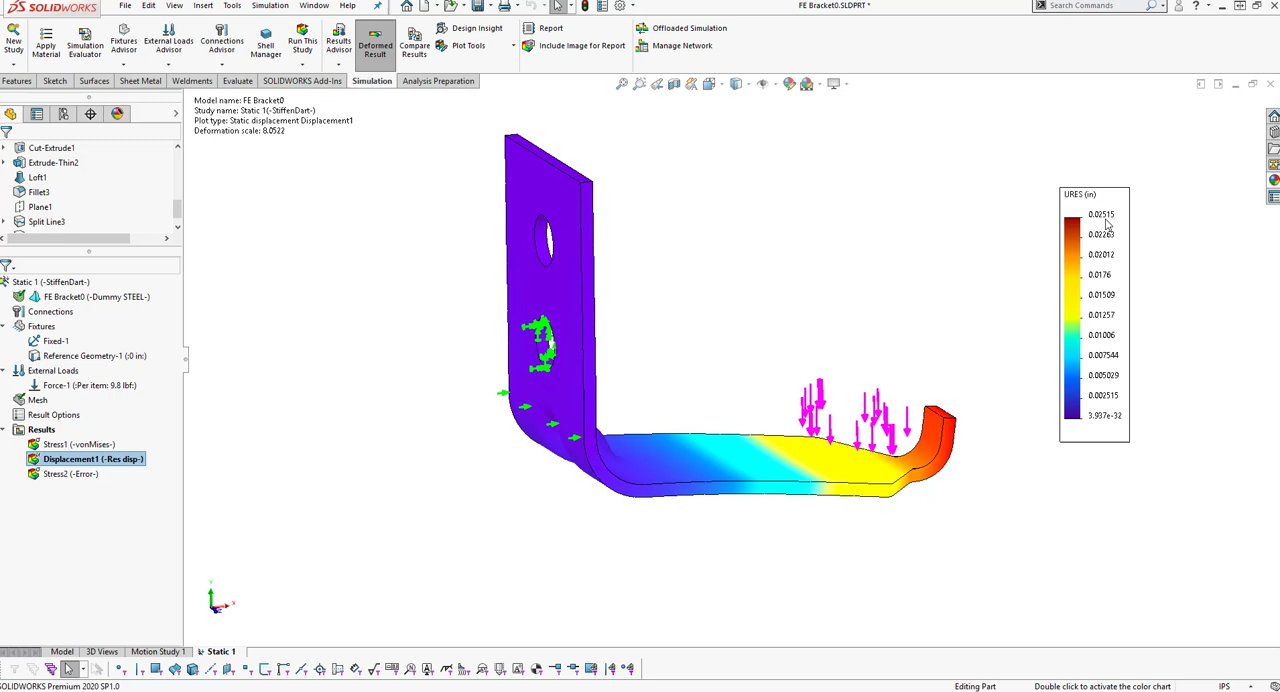 SOLIDWORKS File Edit View Insert Tools Simulation Window Help FE Bracket0.SLDPRT * Search Commands
New Study
Apply Material
Simulation Evaluator
Fixtures Advisor
External Loads Advisor
Connections Advisor
Shell Manager
Run This Study
Results Advisor
Deformed Result
Compare Results
Design Insight
Plot Tools
Report
Include Image for Report
Offloaded Simulation
Manage Network
Features Sketch Surfaces Sheet Metal Weldments Evaluate SOLIDWORKS Add-Ins Simulation Analysis Preparation
Model name: FE Bracket0
Study name: Static 1(-StiffenDart-)
Plot type: Static displacement Displacement1
Deformation scale: 8.0522
Cut-Extrude1
Extrude-Thin2
Loft1
Fillet3
Plane1
Split Line3
Static 1 (-StiffenDart-)
FE Bracket0 (-Dummy STEEL-)
Connections
Fixtures
Fixed-1
Reference Geometry-1 (:0 in:)
External Loads
Force-1 (:Per item: 9.8 lbf:)
Mesh
Result Options
Results
Stress1 (-vonMises-)
Displacement1 (-Res disp-)
Stress2 (-Error-)
URES (in)
0.02515
0.02263
0.02012
0.0176
0.01509
0.01257
0.01006
0.007544
0.005029
0.002515
3.937e-32
Y
X
Model 3D Views Motion Study 1 Static 1
SOLIDWORKS Premium 2020 SP1.0 Editing Part Double click to activate the color chart IPS